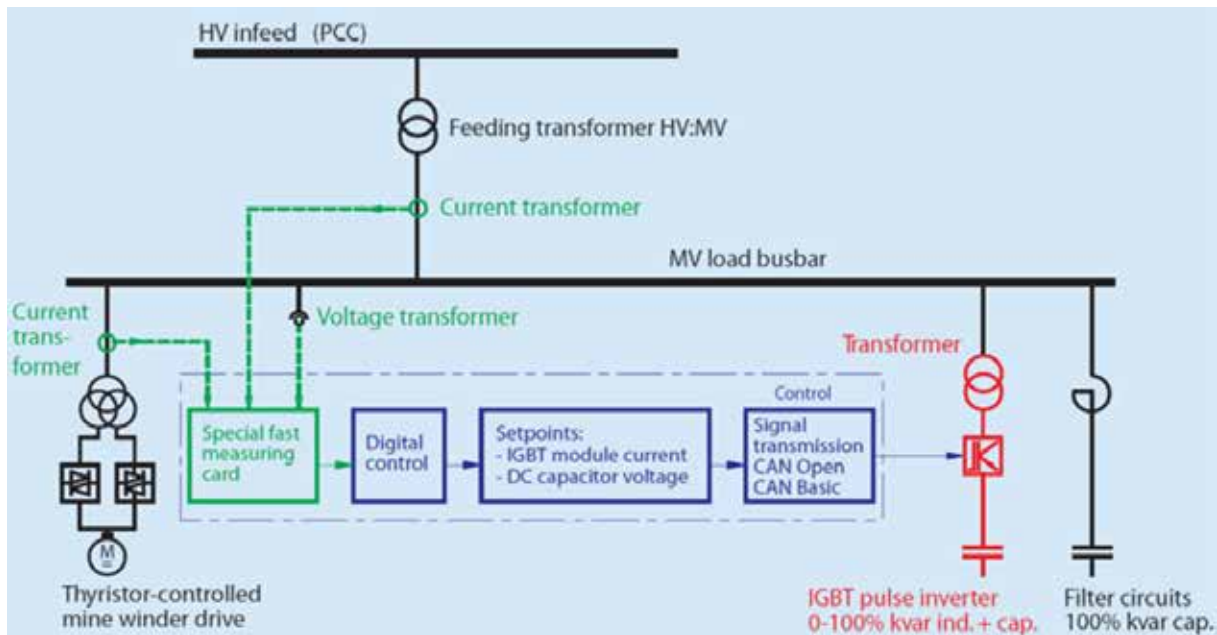 HV infeed (PCC)
Feeding transformer HV:MV
Current transformer
MV load busbar
Current
trans-
former
Voltage transformer
Transformer
Control
Special fast
measuring
card
Digital
control
Setpoints:
- IGBT module current
- DC capacitor voltage
Signal
transmission
CAN Open
CAN Basic
M
Thyristor-controlled
mine winder drive
IGBT pulse inverter
0-100% kvar ind. + cap.
Filter circuits
100% kvar cap.